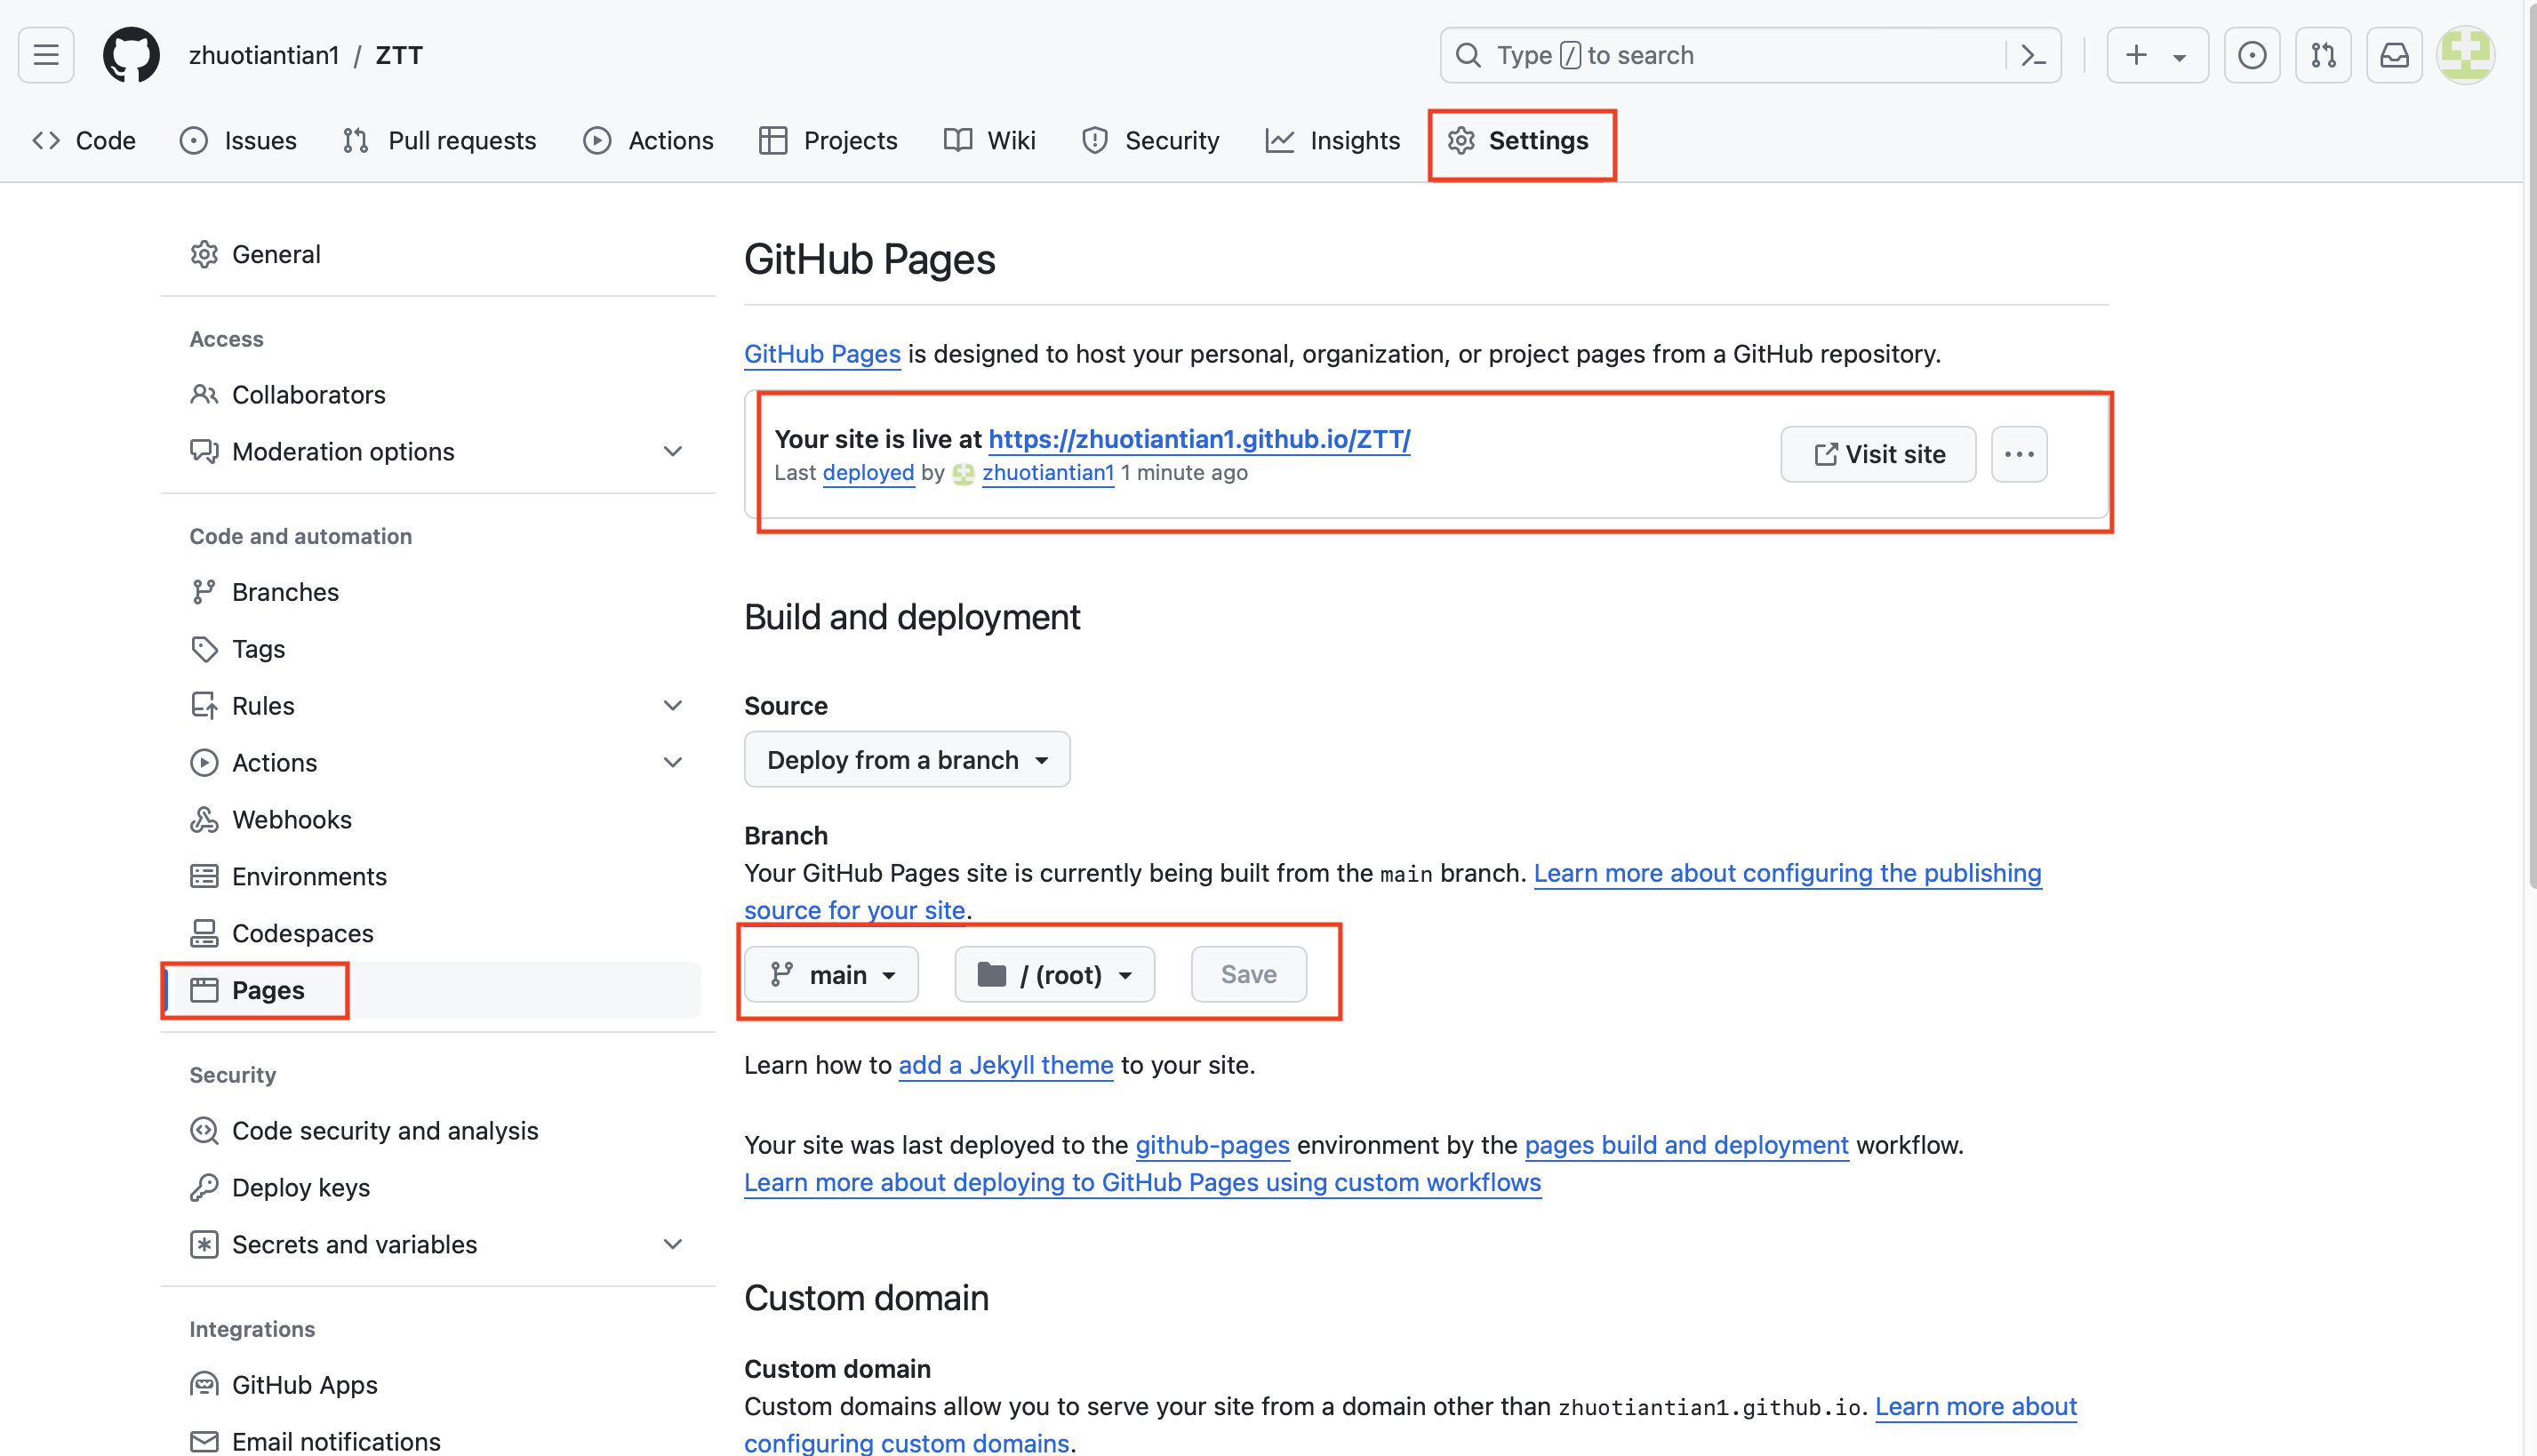 zhuotiantian1 / ZTT
Type / to search
Code
Issues
Pull requests
Actions
Projects
Wiki
Security
Insights
Settings
General
Access
Collaborators
Moderation options
Code and automation
Branches
Tags
Rules
Actions
Webhooks
Environments
Codespaces
Pages
Security
Code security and analysis
Deploy keys
Secrets and variables
Integrations
GitHub Apps
Email notifications
GitHub Pages
GitHub Pages is designed to host your personal, organization, or project pages from a GitHub repository.
Your site is live at https://zhuotiantian1.github.io/ZTT/
Last deployed by zhuotiantian1 1 minute ago
Visit site
Build and deployment
Source
Deploy from a branch
Branch
Your GitHub Pages site is currently being built from the main branch. Learn more about configuring the publishing
source for your site.
main
/ (root)
Save
Learn how to add a Jekyll theme to your site.
Your site was last deployed to the github-pages environment by the pages build and deployment workflow.
Learn more about deploying to GitHub Pages using custom workflows
Custom domain
Custom domain
Custom domains allow you to serve your site from a domain other than zhuotiantian1.github.io. Learn more about
configuring custom domains.